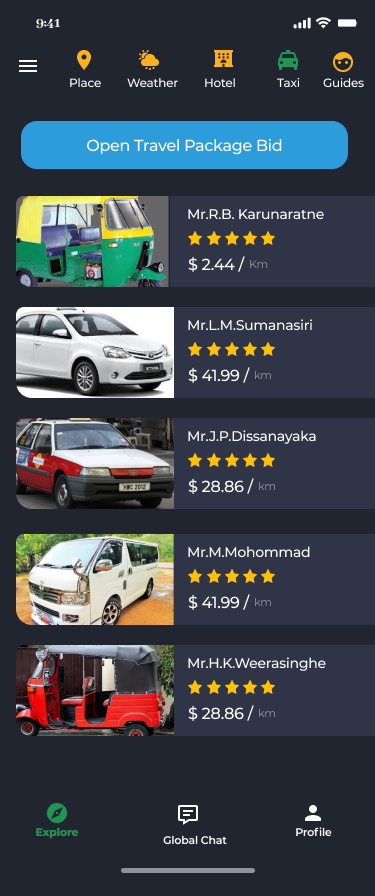 9:41
Place Weather Hotel Taxi Guides
Open Travel Package Bid
Mr.R.B. Karunaratne
$ 2.44 / Km
Mr.L.M.Sumanasiri
$ 41.99 / km
Mr.J.P.Dissanayaka
$ 28.86 / km
Mr.M.Mohommad
$ 41.99 / km
Mr.H.K.Weerasinghe
$ 28.86 / km
Explore Global Chat Profile